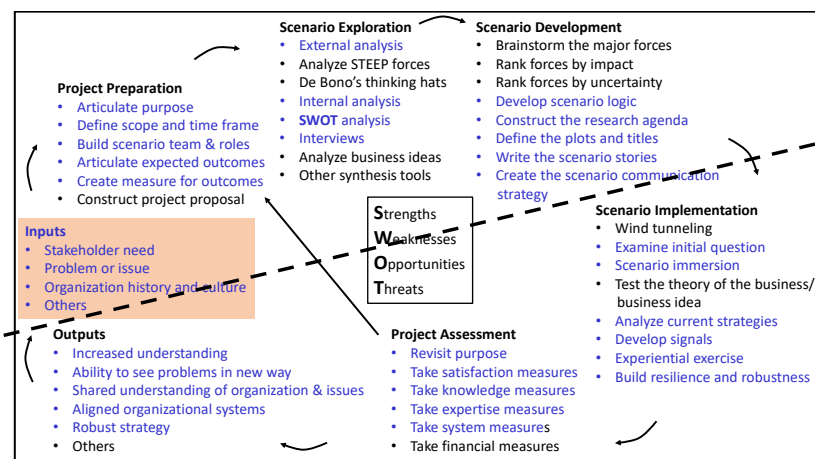 Scenario Exploration
• External analysis
• Analyze STEEP forces
• De Bono's thinking hats
• Internal analysis
• SWOT analysis
• Interviews
• Analyze business ideas
• Other synthesis tools
Scenario Development
• Brainstorm the major forces
• Rank forces by impact
• Rank forces by uncertainty
• Develop scenario logic
• Construct the research agenda
• Define the plots and titles
• Write the scenario stories
• Create the scenario communication
strategy
Project Preparation
• Articulate purpose
• Define scope and time frame
• Build scenario team & roles
• Articulate expected outcomes
• Create measure for outcomes
• Construct project proposal
Strengths
Weaknesses
Opportunities
Threats
Scenario Implementation
• Wind tunneling
• Examine initial question
• Scenario immersion
• Test the theory of the business/
business idea
• Analyze current strategies
• Develop signals
• Experiential exercise
• Build resilience and robustness
Inputs
• Stakeholder need
• Problem or issue
• Organization history and culture
• Others
Outputs
• Increased understanding
• Ability to see problems in new way
• Shared understanding of organization & issues
• Aligned organizational systems
• Robust strategy
• Others
Project Assessment
• Revisit purpose
• Take satisfaction measures
• Take knowledge measures
• Take expertise measures
• Take system measures
• Take financial measures